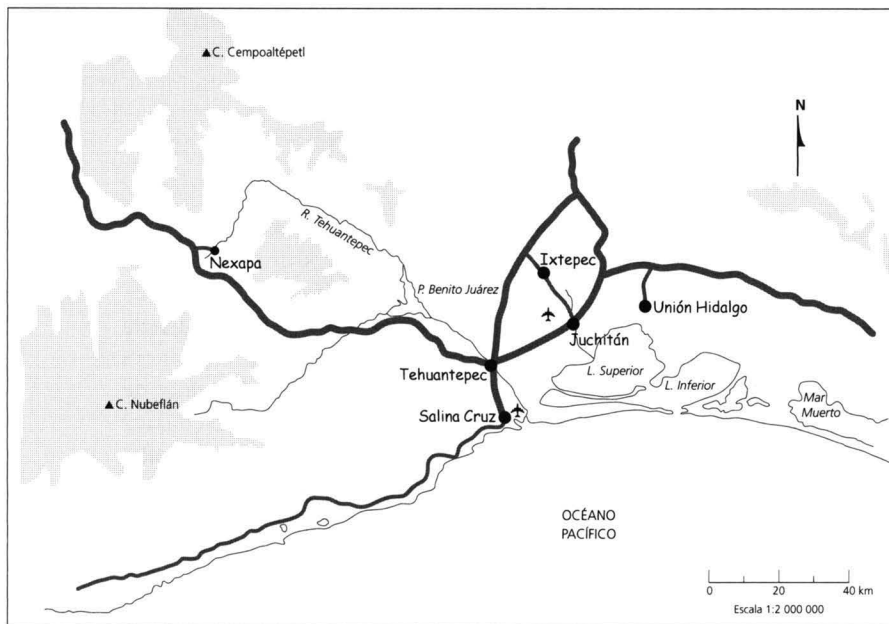 C. Cempoaltépetl
N
R. Tehuantepec
Nexapa
Ixtepec
P. Benito Juárez
Unión Hidalgo
Juchitán
Tehuantepec
L. Superior
L. Inferior
C. Nubeflán
Mar
Muerto
Salina Cruz
OCÉANO
PACÍFICO
0 20 40 km
Escala 1:2 000 000